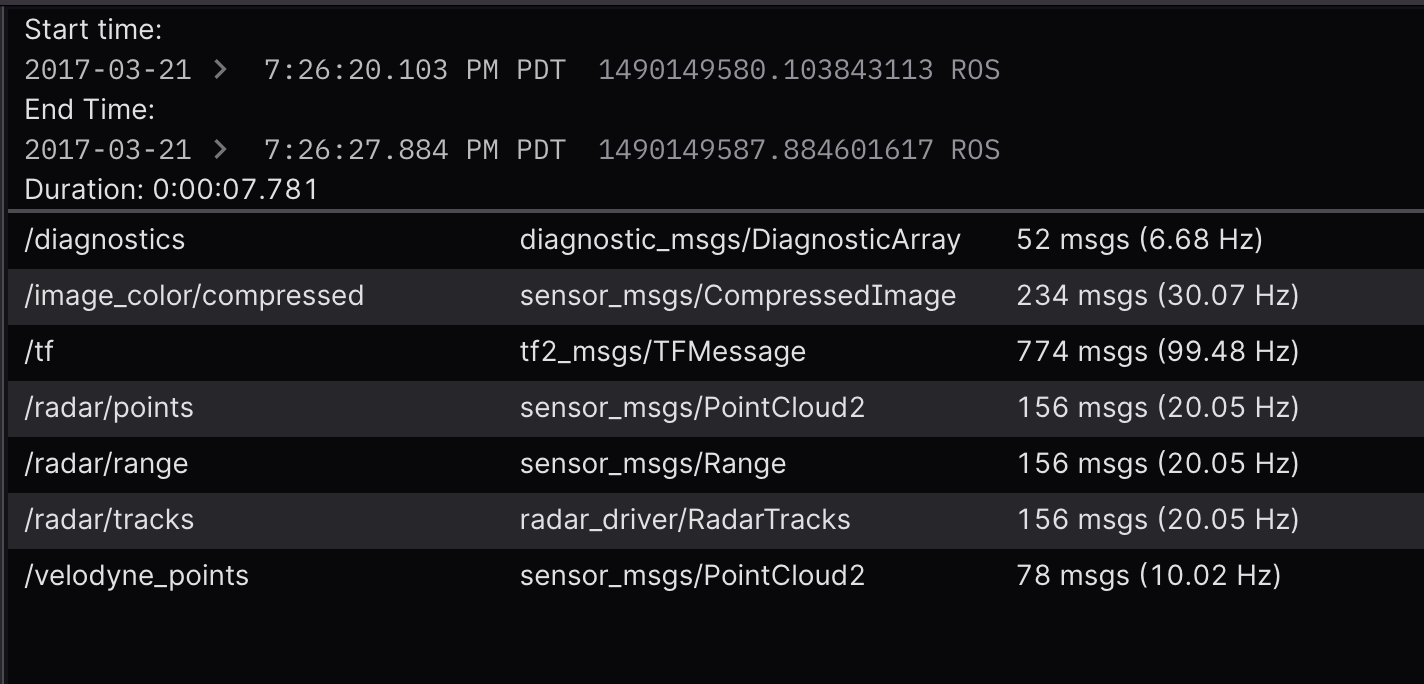 Start time:
2017-03-21 > 7:26:20.103 PM PDT 1490149580.103843113 ROS
End Time:
2017-03-21 > 7:26:27.884 PM PDT 1490149587.884601617 ROS
Duration: 0:00:07.781
/diagnostics diagnostic_msgs/DiagnosticArray 52 msgs (6.68 Hz)
/image_color/compressed sensor_msgs/CompressedImage 234 msgs (30.07 Hz)
/tf tf2_msgs/TFMessage 774 msgs (99.48 Hz)
/radar/points sensor_msgs/PointCloud2 156 msgs (20.05 Hz)
/radar/range sensor_msgs/Range 156 msgs (20.05 Hz)
/radar/tracks radar_driver/RadarTracks 156 msgs (20.05 Hz)
/velodyne_points sensor_msgs/PointCloud2 78 msgs (10.02 Hz)